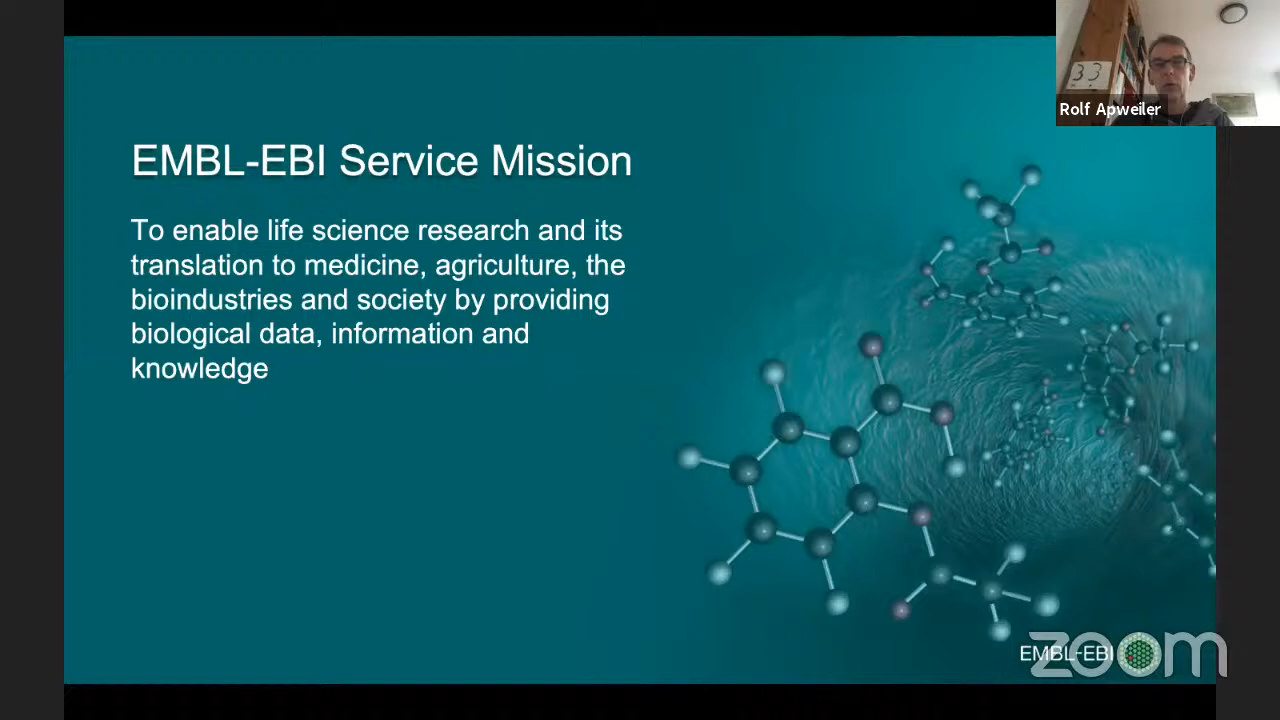 33
Rolf Apweiler
EMBL-EBI Service Mission
To enable life science research and its
translation to medicine, agriculture, the
bioindustries and society by providing
biological data, information and
knowledge
EMBL-EBI
zoom